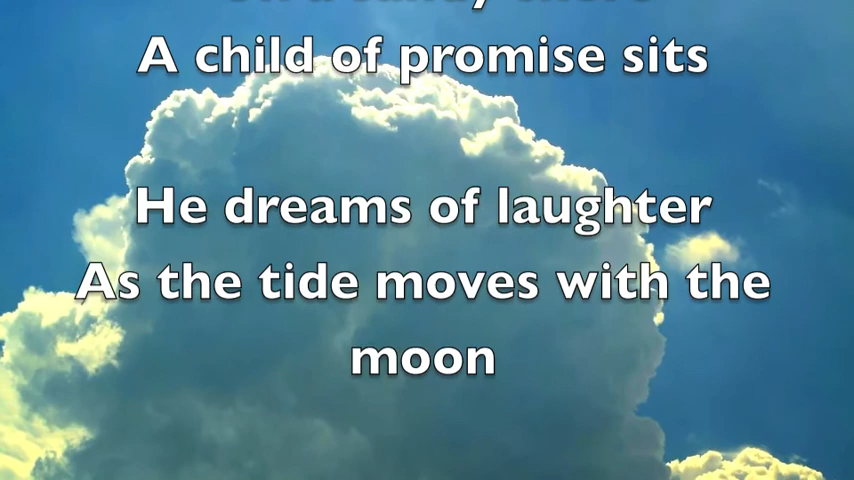 A child of promise sits
He dreams of laughter
As the tide moves with the
moon